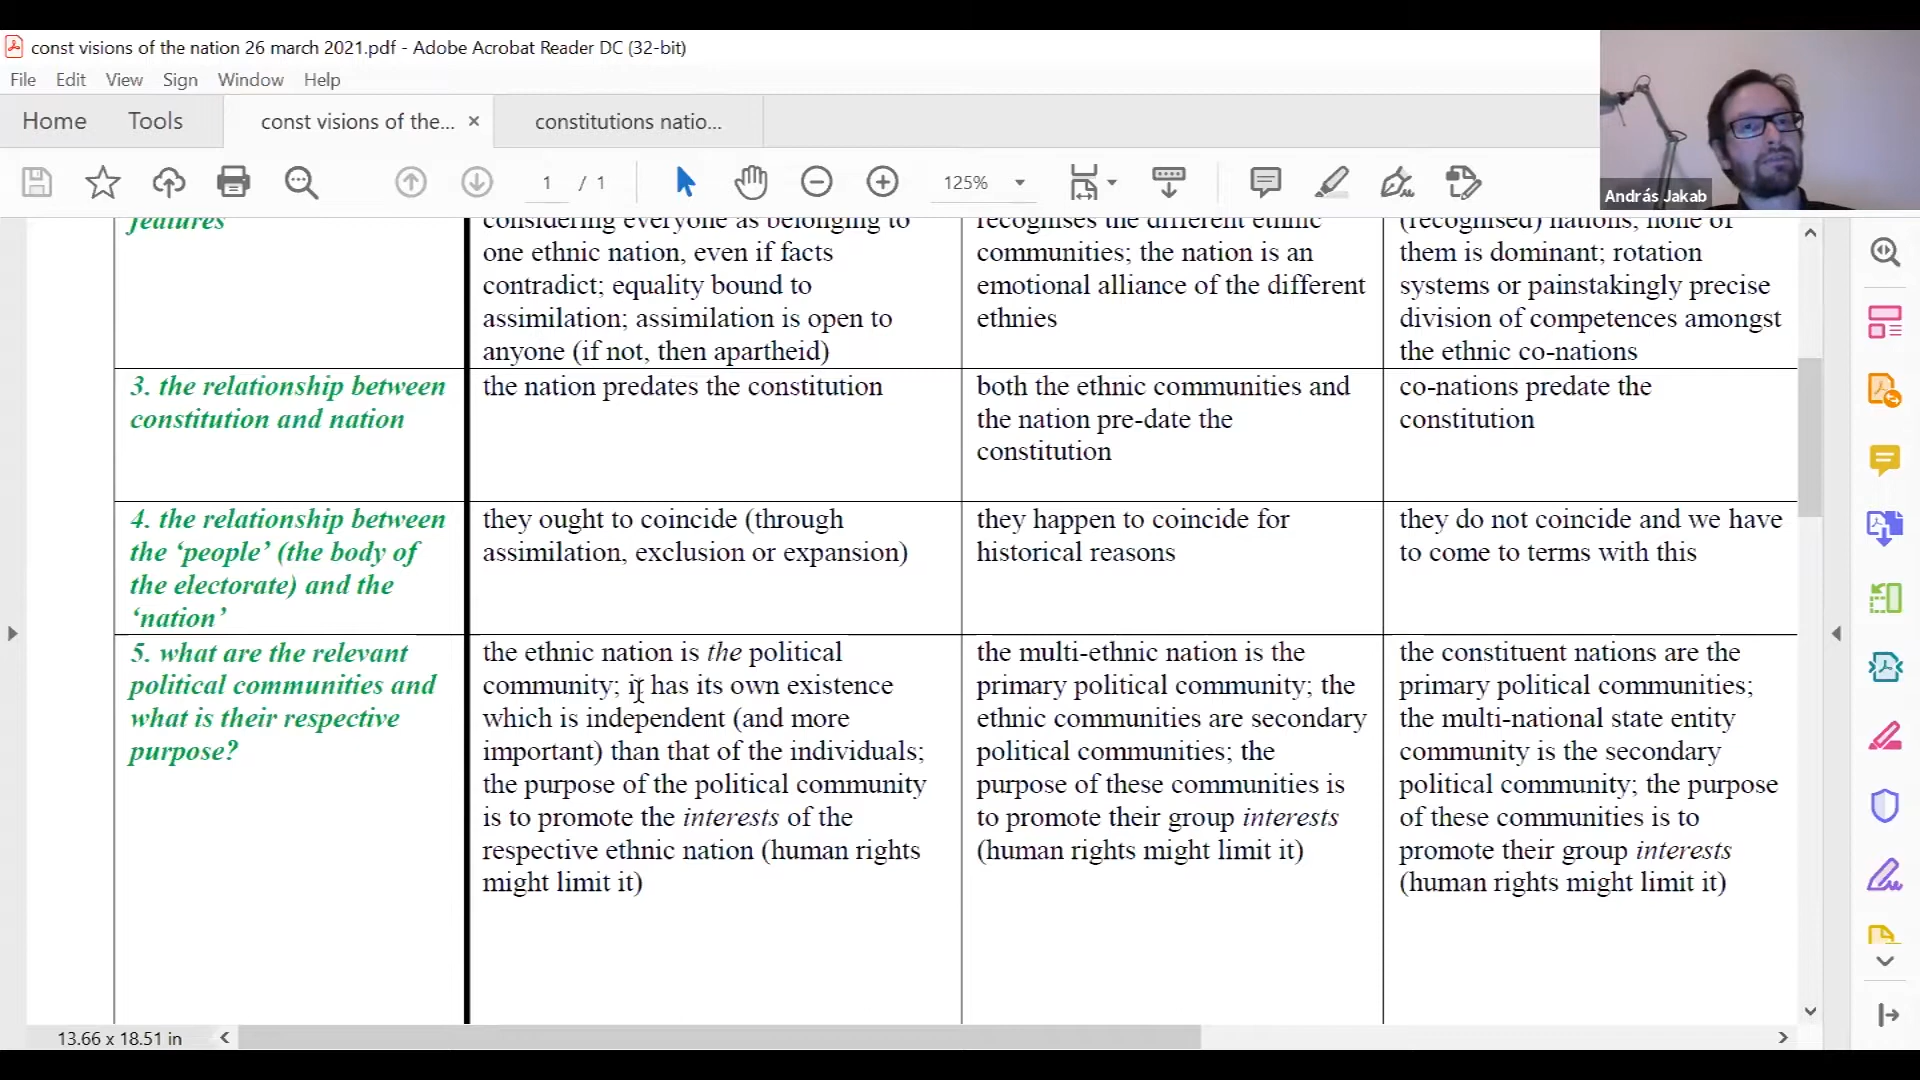 const visions of the nation 26 march 2021.pdf - Adobe Acrobat Reader DC (32-bit)
File Edit View Sign Window Help
Home Tools const visions of the... × constitutions natio...
1 / 1 125%
András Jakab
features
considering everyone as belonging to
one ethnic nation, even if facts
contradict; equality bound to
assimilation; assimilation is open to
anyone (if not, then apartheid)
recognises the different ethnic
communities; the nation is an
emotional alliance of the different
ethnies
(recognised) nations, none of
them is dominant; rotation
systems or painstakingly precise
division of competences amongst
the ethnic co-nations
3. the relationship between
constitution and nation
the nation predates the constitution
both the ethnic communities and
the nation pre-date the
constitution
co-nations predate the
constitution
4. the relationship between
the ‘people’ (the body of
the electorate) and the
‘nation’
they ought to coincide (through
assimilation, exclusion or expansion)
they happen to coincide for
historical reasons
they do not coincide and we have
to come to terms with this
5. what are the relevant
political communities and
what is their respective
purpose?
the ethnic nation is the political
community; it has its own existence
which is independent (and more
important) than that of the individuals;
the purpose of the political community
is to promote the interests of the
respective ethnic nation (human rights
might limit it)
the multi-ethnic nation is the
primary political community; the
ethnic communities are secondary
political communities; the
purpose of these communities is
to promote their group interests
(human rights might limit it)
the constituent nations are the
primary political communities;
the multi-national state entity
community is the secondary
political community; the purpose
of these communities is to
promote their group interests
(human rights might limit it)
13.66 x 18.51 in